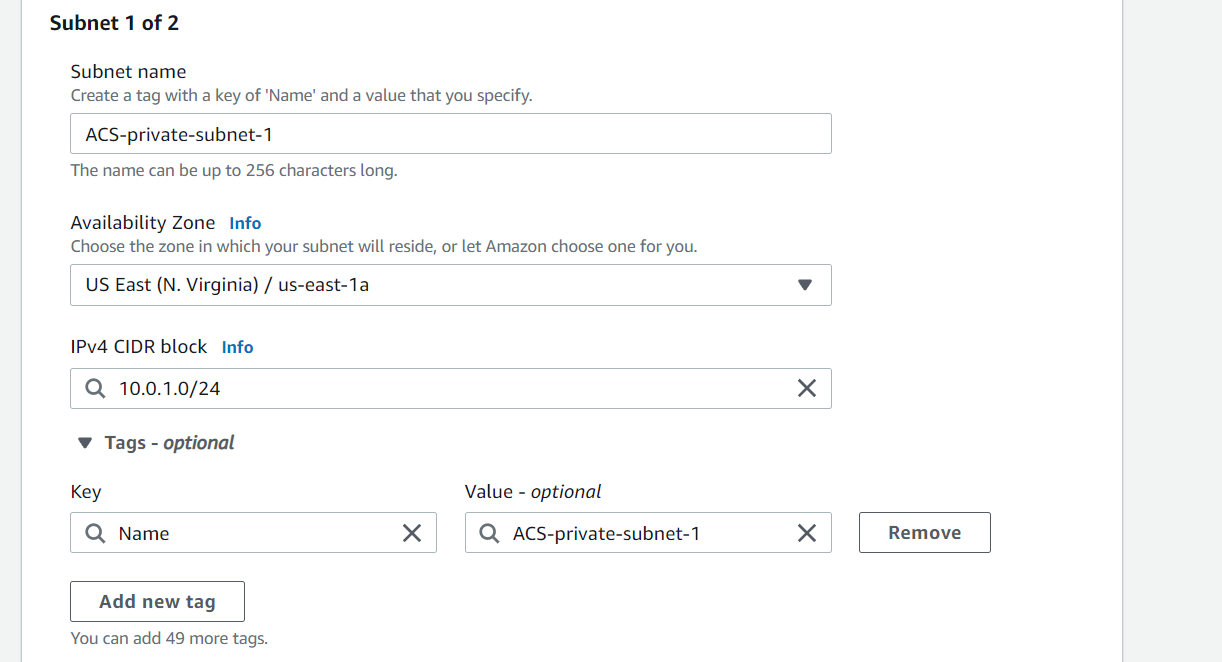 Subnet 1 of 2
Subnet name
Create a tag with a key of 'Name' and a value that you specify.
ACS-private-subnet-1
The name can be up to 256 characters long.
Availability Zone Info
Choose the zone in which your subnet will reside, or let Amazon choose one for you.
US East (N. Virginia) / us-east-1a
IPv4 CIDR block Info
10.0.1.0/24
Tags - optional
Key Value - optional
Name ACS-private-subnet-1 Remove
Add new tag
You can add 49 more tags.